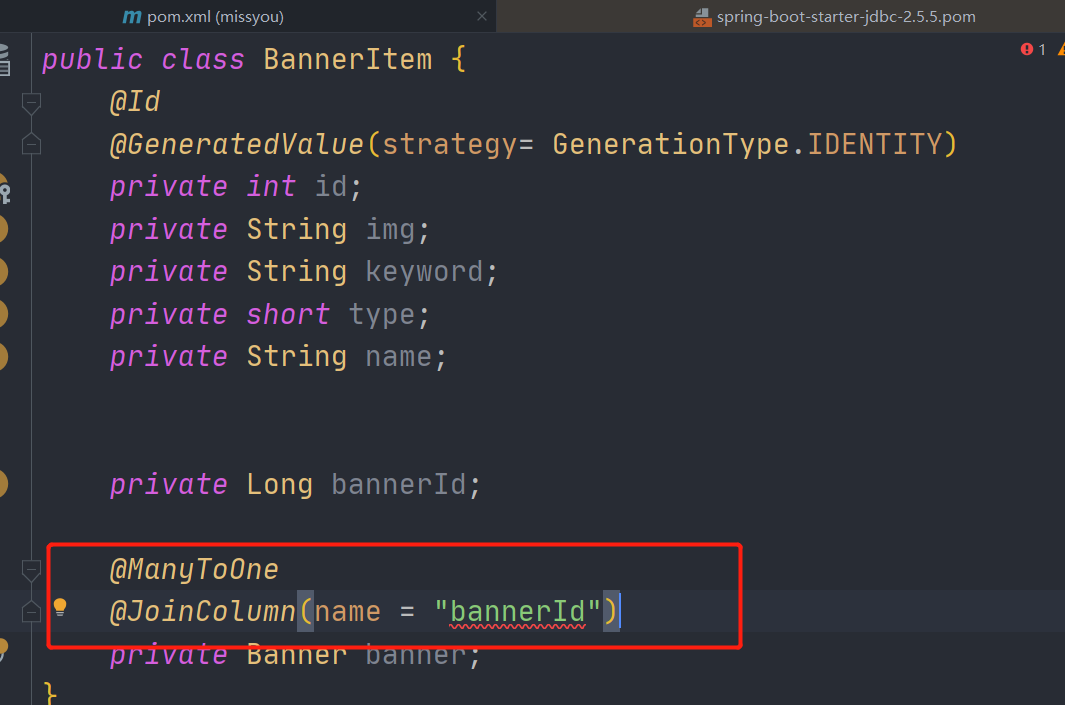 pom.xml (missyou)
spring-boot-starter-jdbc-2.5.5.pom
public class BannerItem {
1
@Id
@GeneratedValue(strategy= GenerationType.IDENTITY)
private int id;
private String img;
private String keyword;
private short type;
private String name;
private Long bannerId;
@ManyToOne
@JoinColumn(name = "bannerId")
private Banner banner;
}